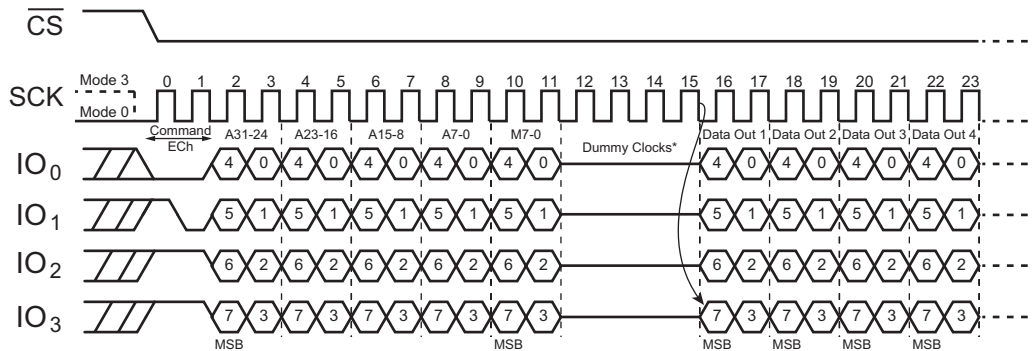 CS
Mode 3 0 1 2 3 4 5 6 7 8 9 10 11 12 13 14 15 16 17 18 19 20 21 22 23
SCK
Mode 0
Command A31-24 A23-16 A15-8 A7-0 M7-0 Data Out 1 Data Out 2 Data Out 3 Data Out 4
ECh
IO0 4 0 4 0 4 0 4 0 4 0 Dummy Clocks* 4 0 4 0 4 0 4 0
IO1 5 1 5 1 5 1 5 1 5 1 5 1 5 1 5 1 5 1
IO2 6 2 6 2 6 2 6 2 6 2 6 2 6 2 6 2 6 2
IO3 7 3 7 3 7 3 7 3 7 3 7 3 7 3 7 3 7 3
MSB MSB MSB MSB MSB MSB